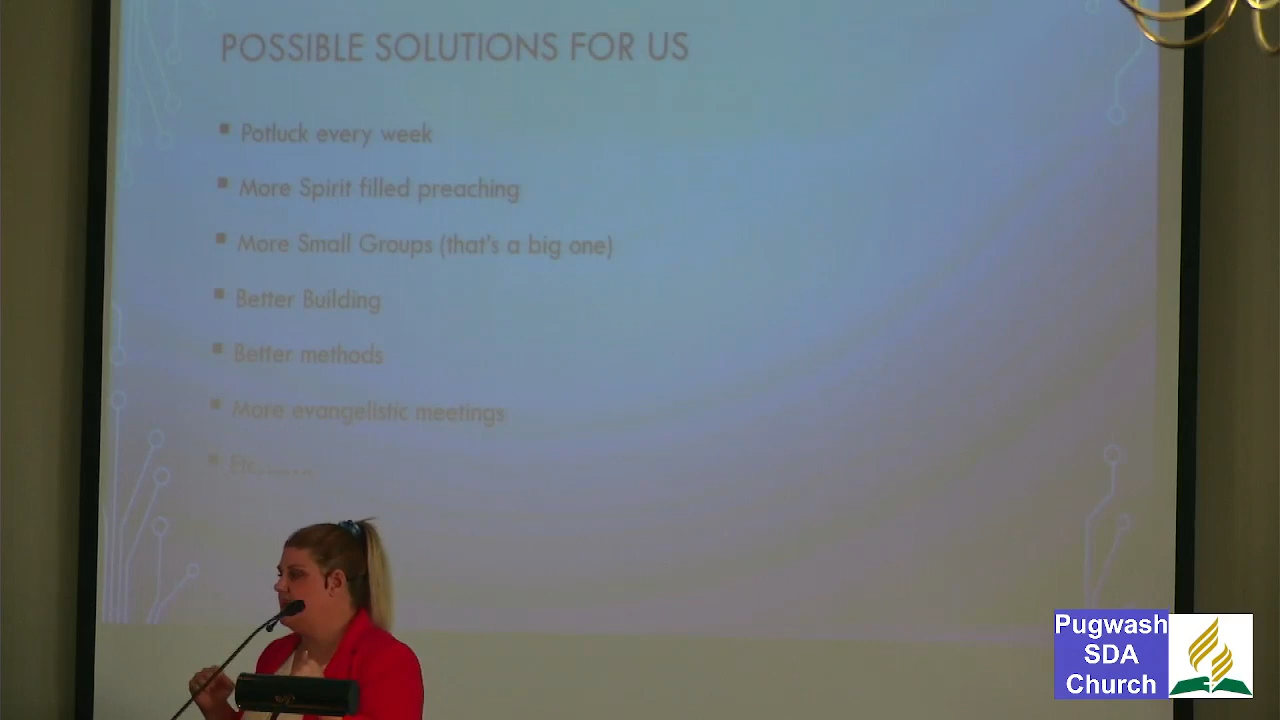 POSSIBLE SOLUTIONS FOR US
Potluck every week
More Spirit filled preaching
More Small Groups (that's a big one)
Better Building
Better methods
More evangelistic meetings
Etc.......
Pugwash
SDA
Church